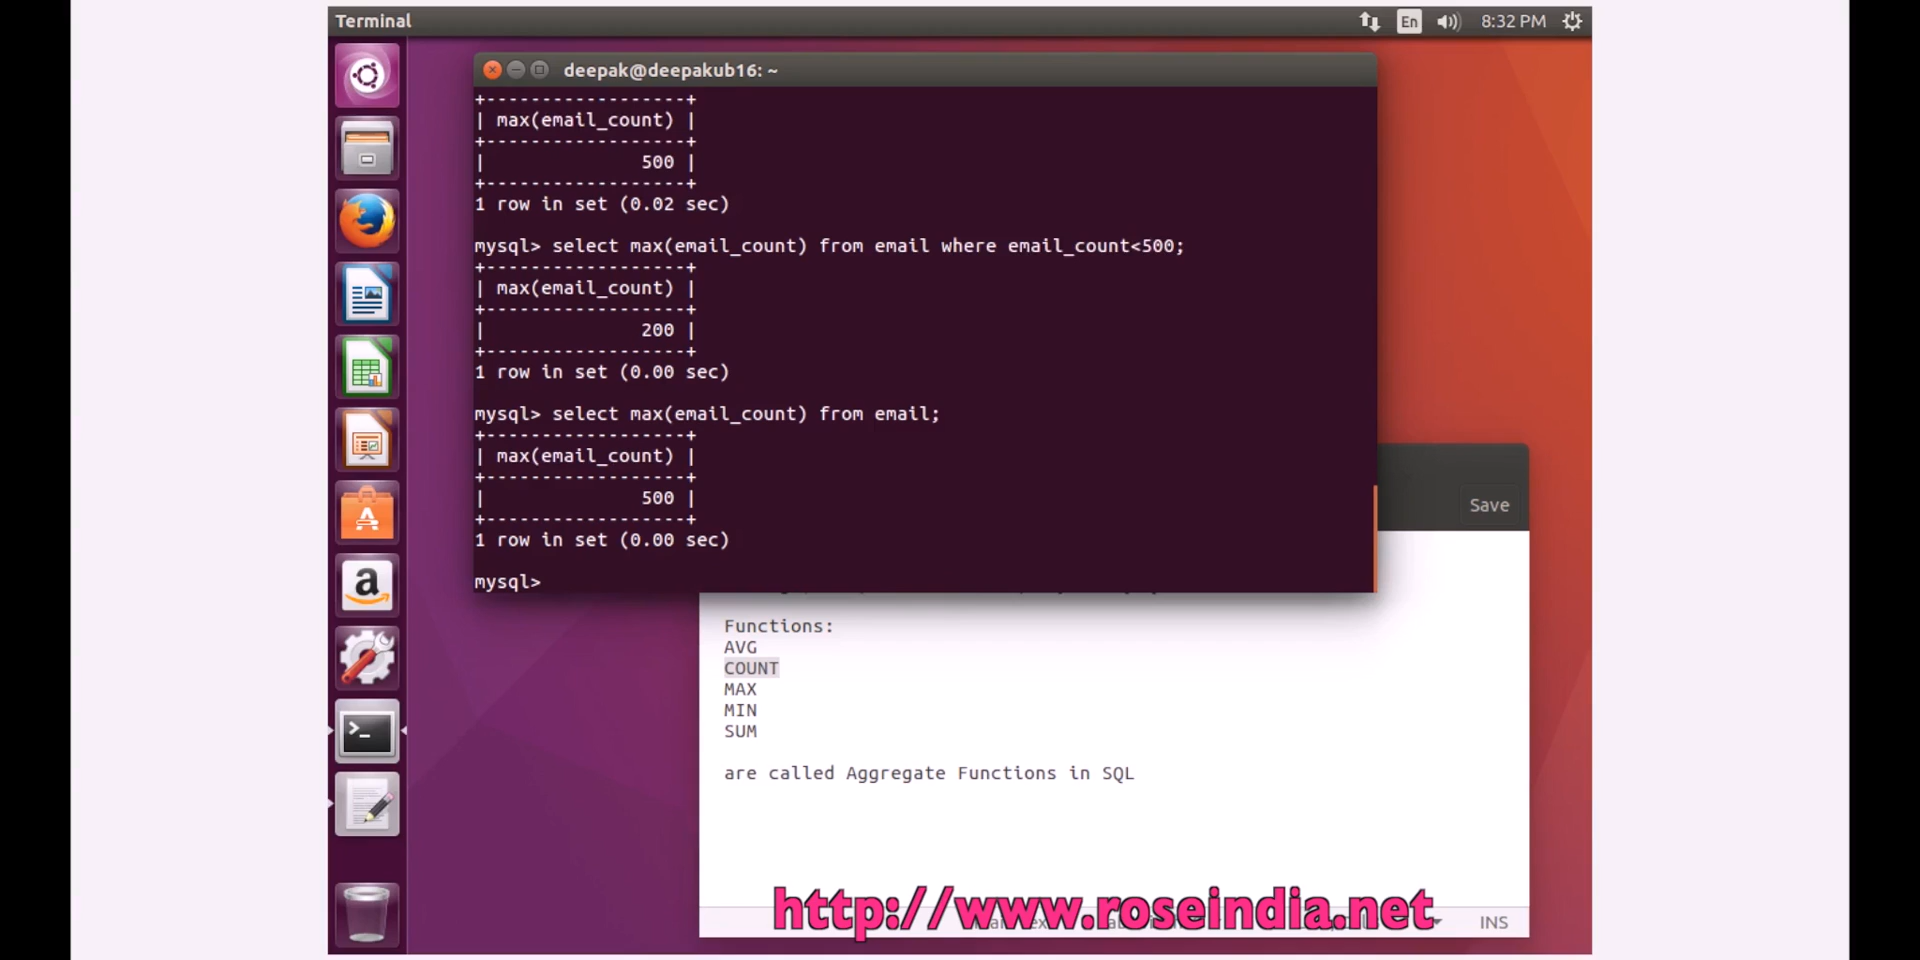 Terminal
En
8:32 PM
deepak@deepakub16: ~
+------------------+
| max(email_count) |
+------------------+
|              500 |
+------------------+
1 row in set (0.02 sec)
mysql> select max(email_count) from email where email_count<500;
+------------------+
| max(email_count) |
+------------------+
|              200 |
+------------------+
1 row in set (0.00 sec)
mysql> select max(email_count) from email;
+------------------+
| max(email_count) |
+------------------+
|              500 |
+------------------+
1 row in set (0.00 sec)
mysql>
Save
Functions:
AVG
COUNT
MAX
MIN
SUM
are called Aggregate Functions in SQL
http://www.roseindia.net
INS